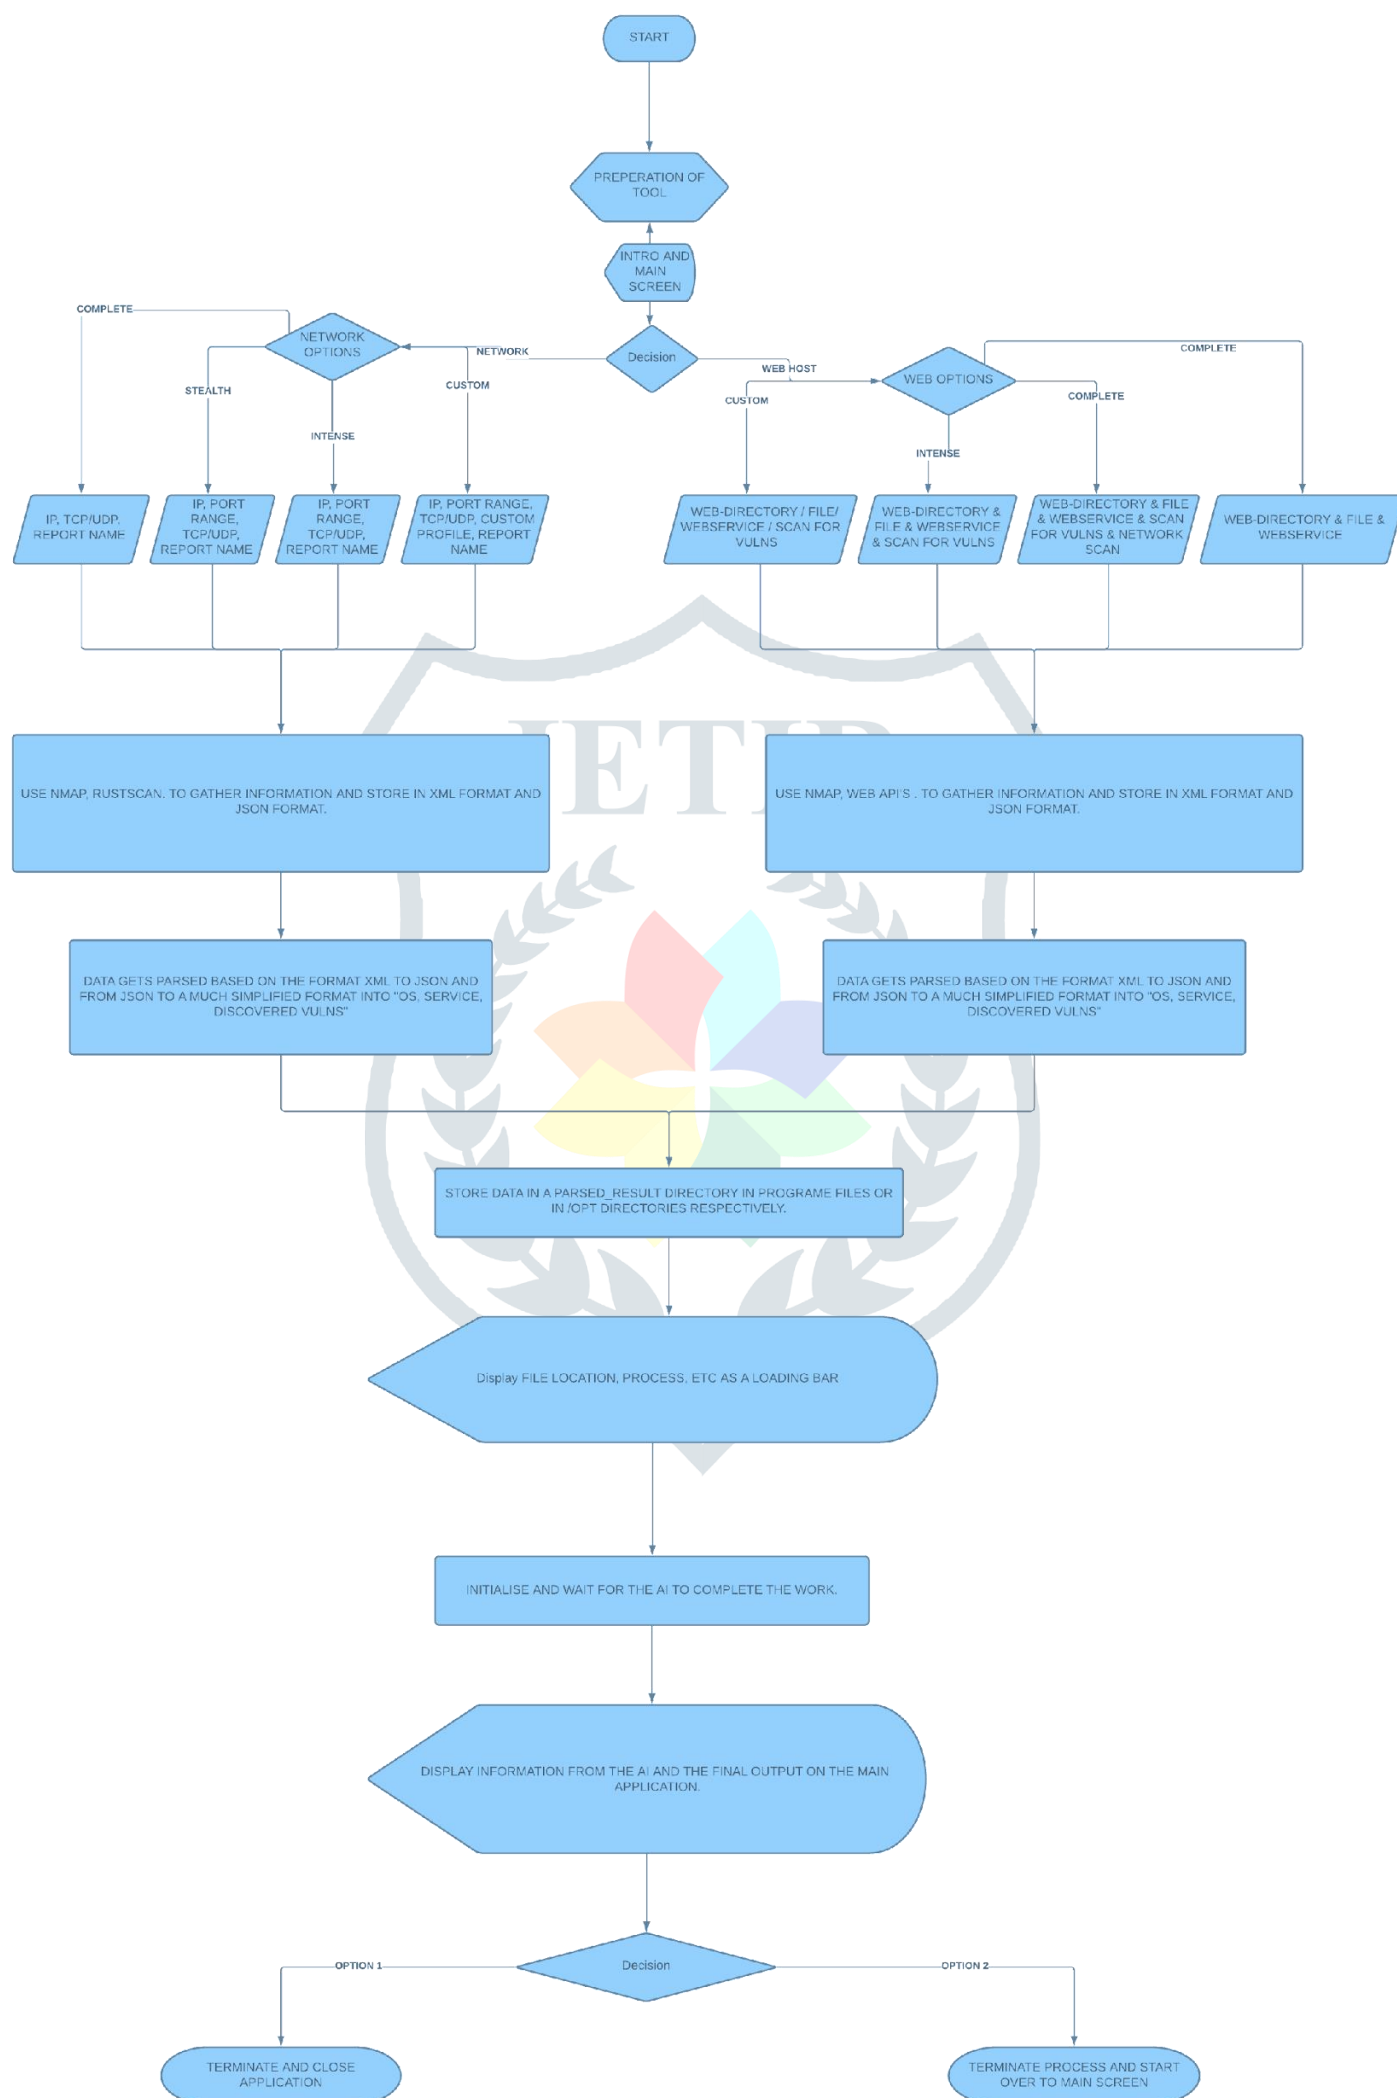 START
PREPERATION OF
TOOL
INTRO AND
MAIN
SCREEN
COMPLETE
NETWORK
OPTIONS
NETWORK
Decision
WEB HOST
COMPLETE
WEB OPTIONS
STEALTH
CUSTOM
CUSTOM
COMPLETE
INTENSE
INTENSE
IP, TCP/UDP,
REPORT NAME
IP, PORT
RANGE,
TCP/UDP,
REPORT NAME
IP, PORT
RANGE,
TCP/UDP,
REPORT NAME
IP, PORT RANGE,
TCP/UDP, CUSTOM
PROFILE, REPORT
NAME
WEB-DIRECTORY / FILE/
WEBSERVICE / SCAN FOR
VULNS
WEB-DIRECTORY &
FILE & WEBSERVICE
& SCAN FOR VULNS
WEB-DIRECTORY & FILE
& WEBSERVICE & SCAN
FOR VULNS & NETWORK
SCAN
WEB-DIRECTORY & FILE &
WEBSERVICE
JETIR
USE NMAP, RUSTSCAN. TO GATHER INFORMATION AND STORE IN XML FORMAT AND
JSON FORMAT.
USE NMAP, WEB API'S . TO GATHER INFORMATION AND STORE IN XML FORMAT AND
JSON FORMAT.
DATA GETS PARSED BASED ON THE FORMAT XML TO JSON AND
FROM JSON TO A MUCH SIMPLIFIED FORMAT INTO "OS, SERVICE,
DISCOVERED VULNS"
DATA GETS PARSED BASED ON THE FORMAT XML TO JSON AND
FROM JSON TO A MUCH SIMPLIFIED FORMAT INTO "OS, SERVICE,
DISCOVERED VULNS"
STORE DATA IN A PARSED_RESULT DIRECTORY IN PROGRAME FILES OR
IN /OPT DIRECTORIES RESPECTIVELY.
Display FILE LOCATION, PROCESS, ETC AS A LOADING BAR
INITIALISE AND WAIT FOR THE AI TO COMPLETE THE WORK.
DISPLAY INFORMATION FROM THE AI AND THE FINAL OUTPUT ON THE MAIN
APPLICATION.
OPTION 1
Decision
OPTION 2
TERMINATE AND CLOSE
APPLICATION
TERMINATE PROCESS AND START
OVER TO MAIN SCREEN